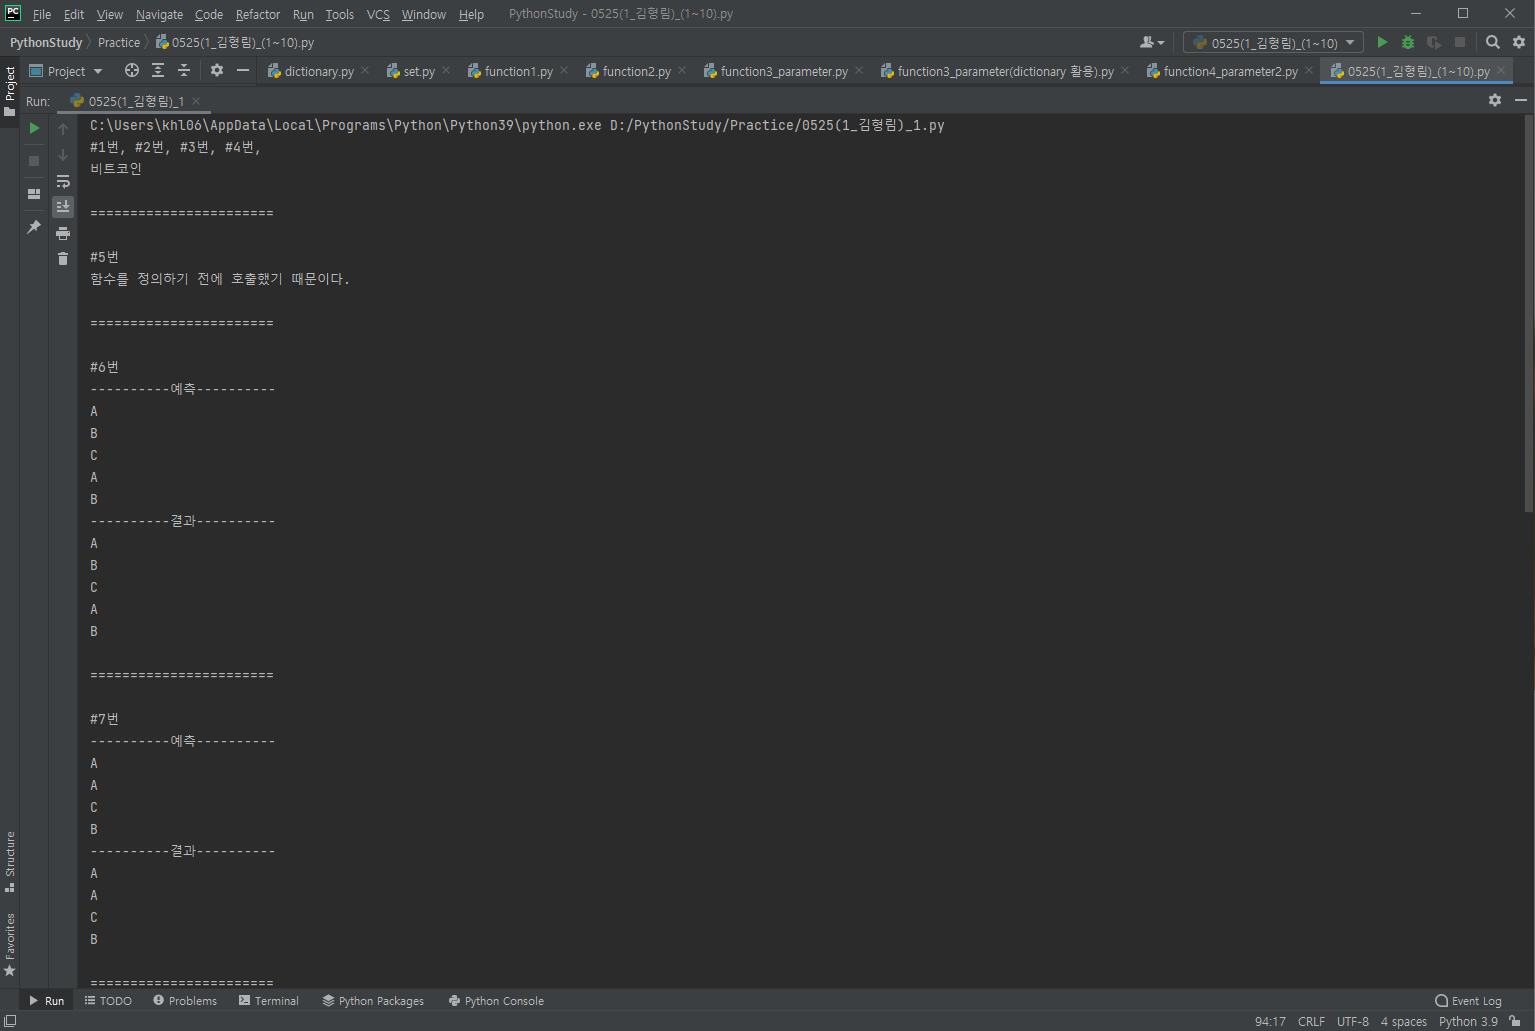 PC File Edit View Navigate Code Refactor Run Tools VCS Window Help PythonStudy - 0525(1_김형림)_(1~10).py
PythonStudy Practice 0525(1_김형림)_(1~10).py 0525(1_김형림)_(1~10)
Project Project dictionary.py set.py function1.py function2.py function3_parameter.py function3_parameter(dictionary 활용).py function4_parameter2.py 0525(1_김형림)_(1~10).py
Run: 0525(1_김형림)_1
C:\Users\khl06\AppData\Local\Programs\Python\Python39\python.exe D:/PythonStudy/Practice/0525(1_김형림)_1.py
#1번, #2번, #3번, #4번,
비트코인
=======================
#5번
함수를 정의하기 전에 호출했기 때문이다.
=======================
#6번
----------예측----------
A
B
C
A
B
----------결과----------
A
B
C
A
B
=======================
#7번
----------예측----------
A
A
C
B
----------결과----------
A
A
C
B
=======================
Structure
Favorites
Run TODO Problems Terminal Python Packages Python Console Event Log
94:17 CRLF UTF-8 4 spaces Python 3.9